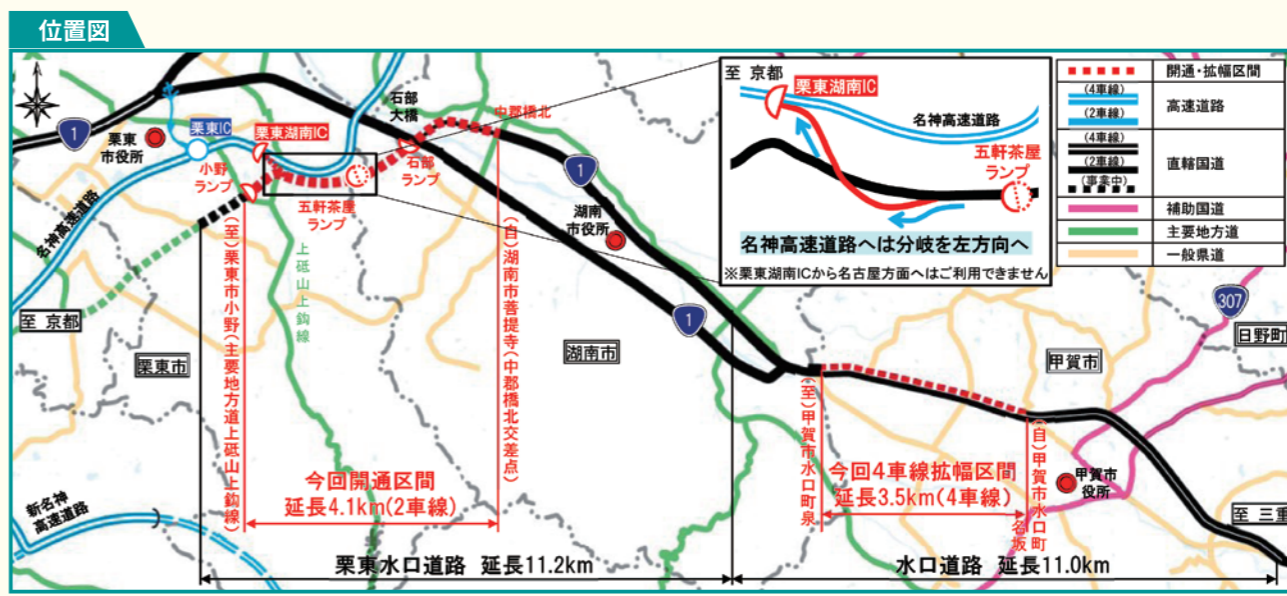 位置図
1
栗東
市役所
栗東IC
栗東湖南IC
石部
大橋
中郡橋北
小野
ランプ
五軒茶屋
ランプ
石部
ランプ
名神高速道路
上砥山上鈎線
1
湖南
市役所
1
至 京都
栗東市
湖南市
甲賀市
日野町
307
新名神
高速道路
(至)栗東市小野(主要地方道上砥山上鈎線)
(自)湖南市菩提寺(中郡橋北交差点)
今回開通区間
延長4.1km(2車線)
(至)甲賀市水口町泉
(自)甲賀市水口町
名坂
今回4車線拡幅区間
延長3.5km(4車線)
甲賀市
役所
至 三重
栗東水口道路 延長11.2km
水口道路 延長11.0km
至 京都
栗東湖南IC
名神高速道路
五軒茶屋
ランプ
名神高速道路へは分岐を左方向へ
※栗東湖南ICから名古屋方面へはご利用できません
開通・拡幅区間
(4車線)
(2車線)
高速道路
(4車線)
(2車線)
(事業中)
直轄国道
補助国道
主要地方道
一般県道